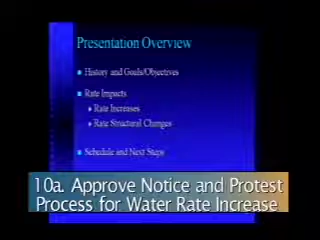 Presentation Overview
History and Goals/Objectives
Rate Impacts
Rate Increases
Rate Structural Changes
Schedule and Next Steps
10a. Approve Notice and Protest
Process for Water Rate Increase